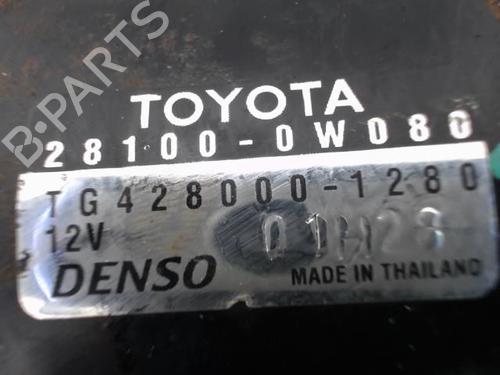 B-PARTS
TOYOTA
28100-0W080
TG428000-1280
12V 01H28
DENSO MADE IN THAILAND